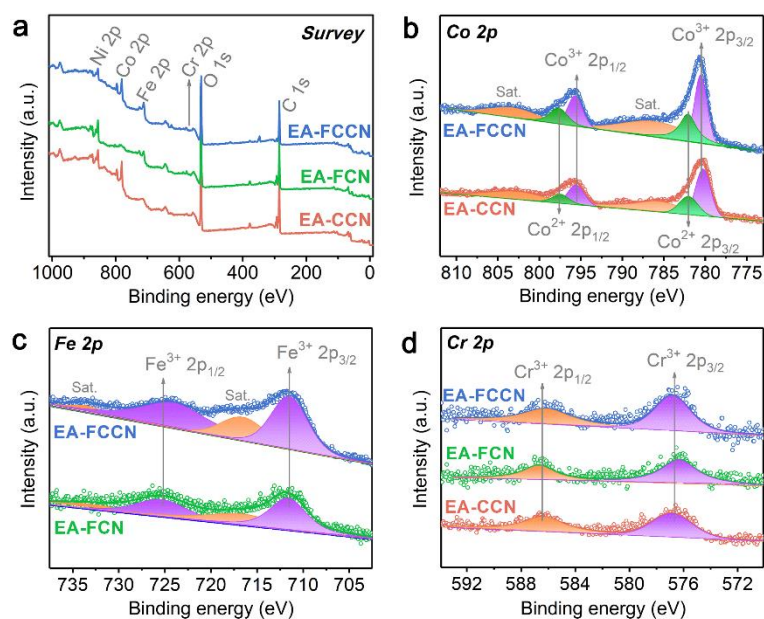 a
Survey
Intensity (a.u.)
Ni 2p
Co 2p
Fe 2p
Cr 2p
O 1s
C 1s
EA-FCCN
EA-FCN
EA-CCN
1000 800 600 400 200 0
Binding energy (eV)
b
Co 2p
Intensity (a.u.)
Co³⁺ 2p₁/₂
Co³⁺ 2p₃/₂
Sat.
Sat.
EA-FCCN
EA-CCN
Co²⁺ 2p₁/₂
Co²⁺ 2p₃/₂
810 805 800 795 790 785 780 775
Binding energy (eV)
c
Fe 2p
Intensity (a.u.)
Fe³⁺ 2p₁/₂
Fe³⁺ 2p₃/₂
Sat.
Sat.
EA-FCCN
EA-FCN
735 730 725 720 715 710 705
Binding energy (eV)
d
Cr 2p
Intensity (a.u.)
Cr³⁺ 2p₁/₂
Cr³⁺ 2p₃/₂
EA-FCCN
EA-FCN
EA-CCN
592 588 584 580 576 572
Binding energy (eV)